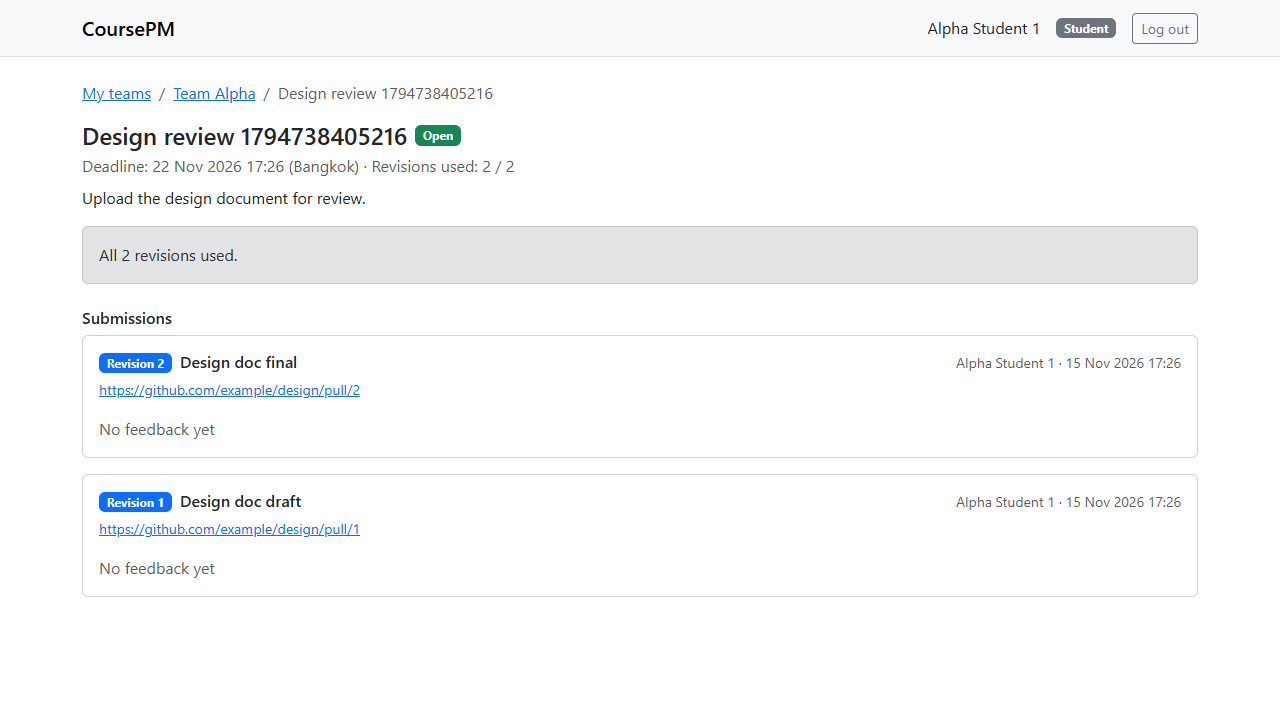 CoursePM
Alpha Student 1 Student Log out
My teams / Team Alpha / Design review 1794738405216
Design review 1794738405216 Open
Deadline: 22 Nov 2026 17:26 (Bangkok) · Revisions used: 2 / 2
Upload the design document for review.
All 2 revisions used.
Submissions
Revision 2 Design doc final Alpha Student 1 · 15 Nov 2026 17:26
https://github.com/example/design/pull/2
No feedback yet
Revision 1 Design doc draft Alpha Student 1 · 15 Nov 2026 17:26
https://github.com/example/design/pull/1
No feedback yet